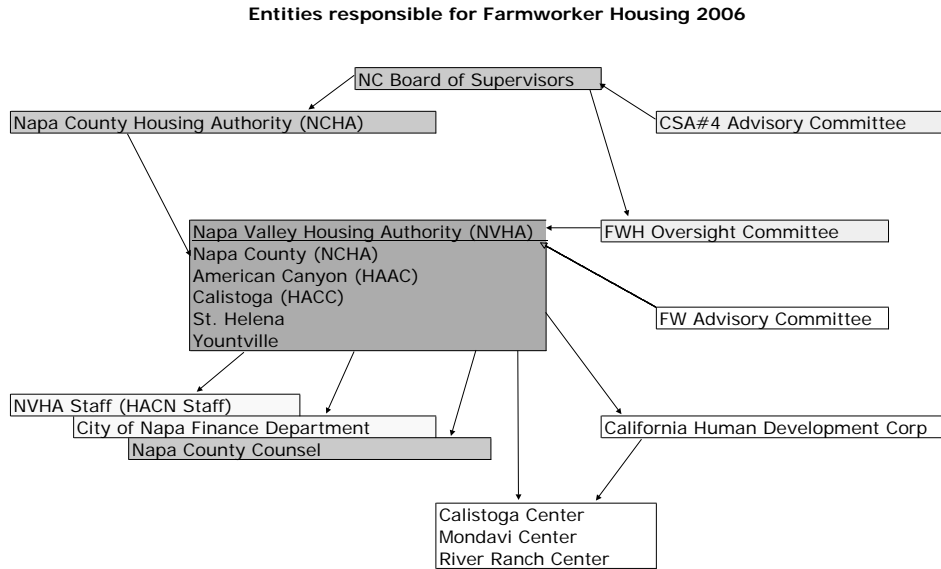 Entities responsible for Farmworker Housing 2006
NC Board of Supervisors
Napa County Housing Authority (NCHA)
CSA#4 Advisory Committee
Napa Valley Housing Authority (NVHA)
Napa County (NCHA)
American Canyon (HAAC)
Calistoga (HACC)
St. Helena
Yountville
FWH Oversight Committee
FW Advisory Committee
NVHA Staff (HACN Staff)
City of Napa Finance Department
Napa County Counsel
California Human Development Corp
Calistoga Center
Mondavi Center
River Ranch Center